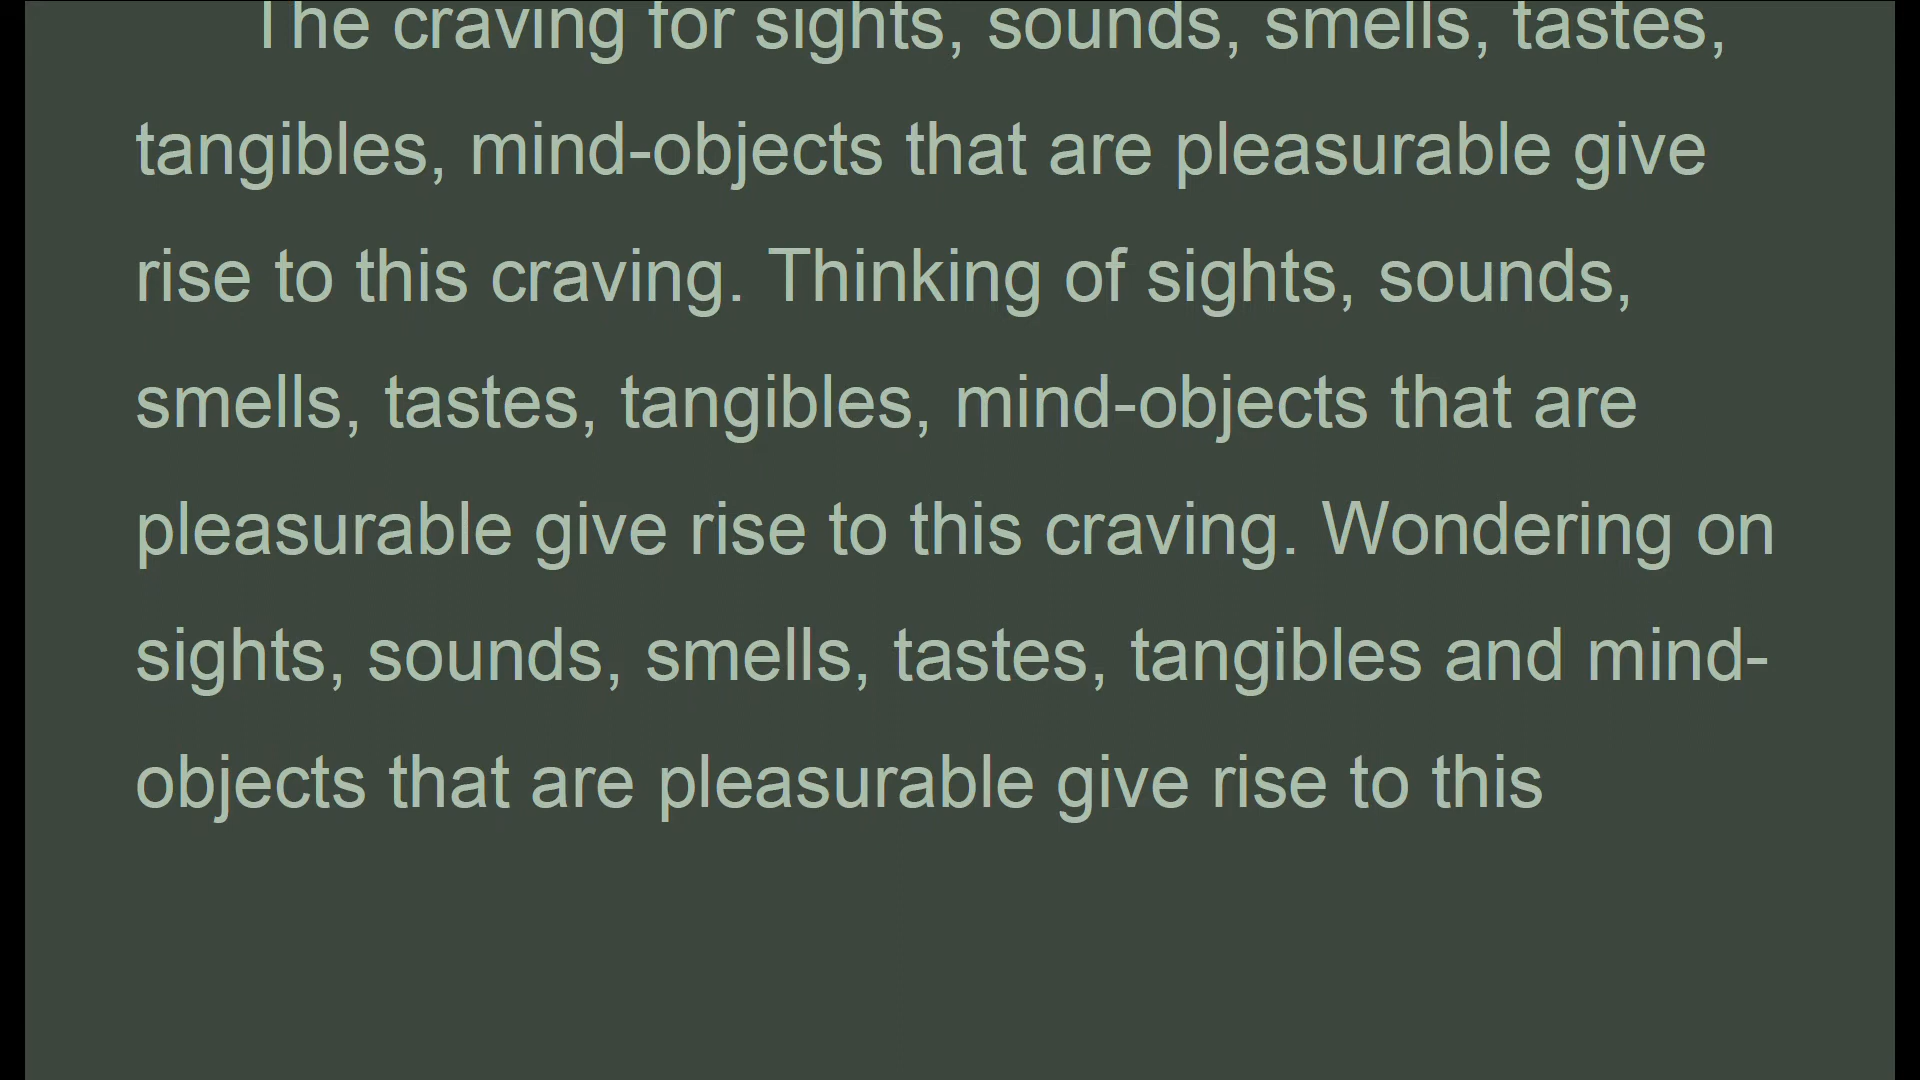 The craving for sights, sounds, smells, tastes,
tangibles, mind-objects that are pleasurable give
rise to this craving. Thinking of sights, sounds,
smells, tastes, tangibles, mind-objects that are
pleasurable give rise to this craving. Wondering on
sights, sounds, smells, tastes, tangibles and mind-
objects that are pleasurable give rise to this